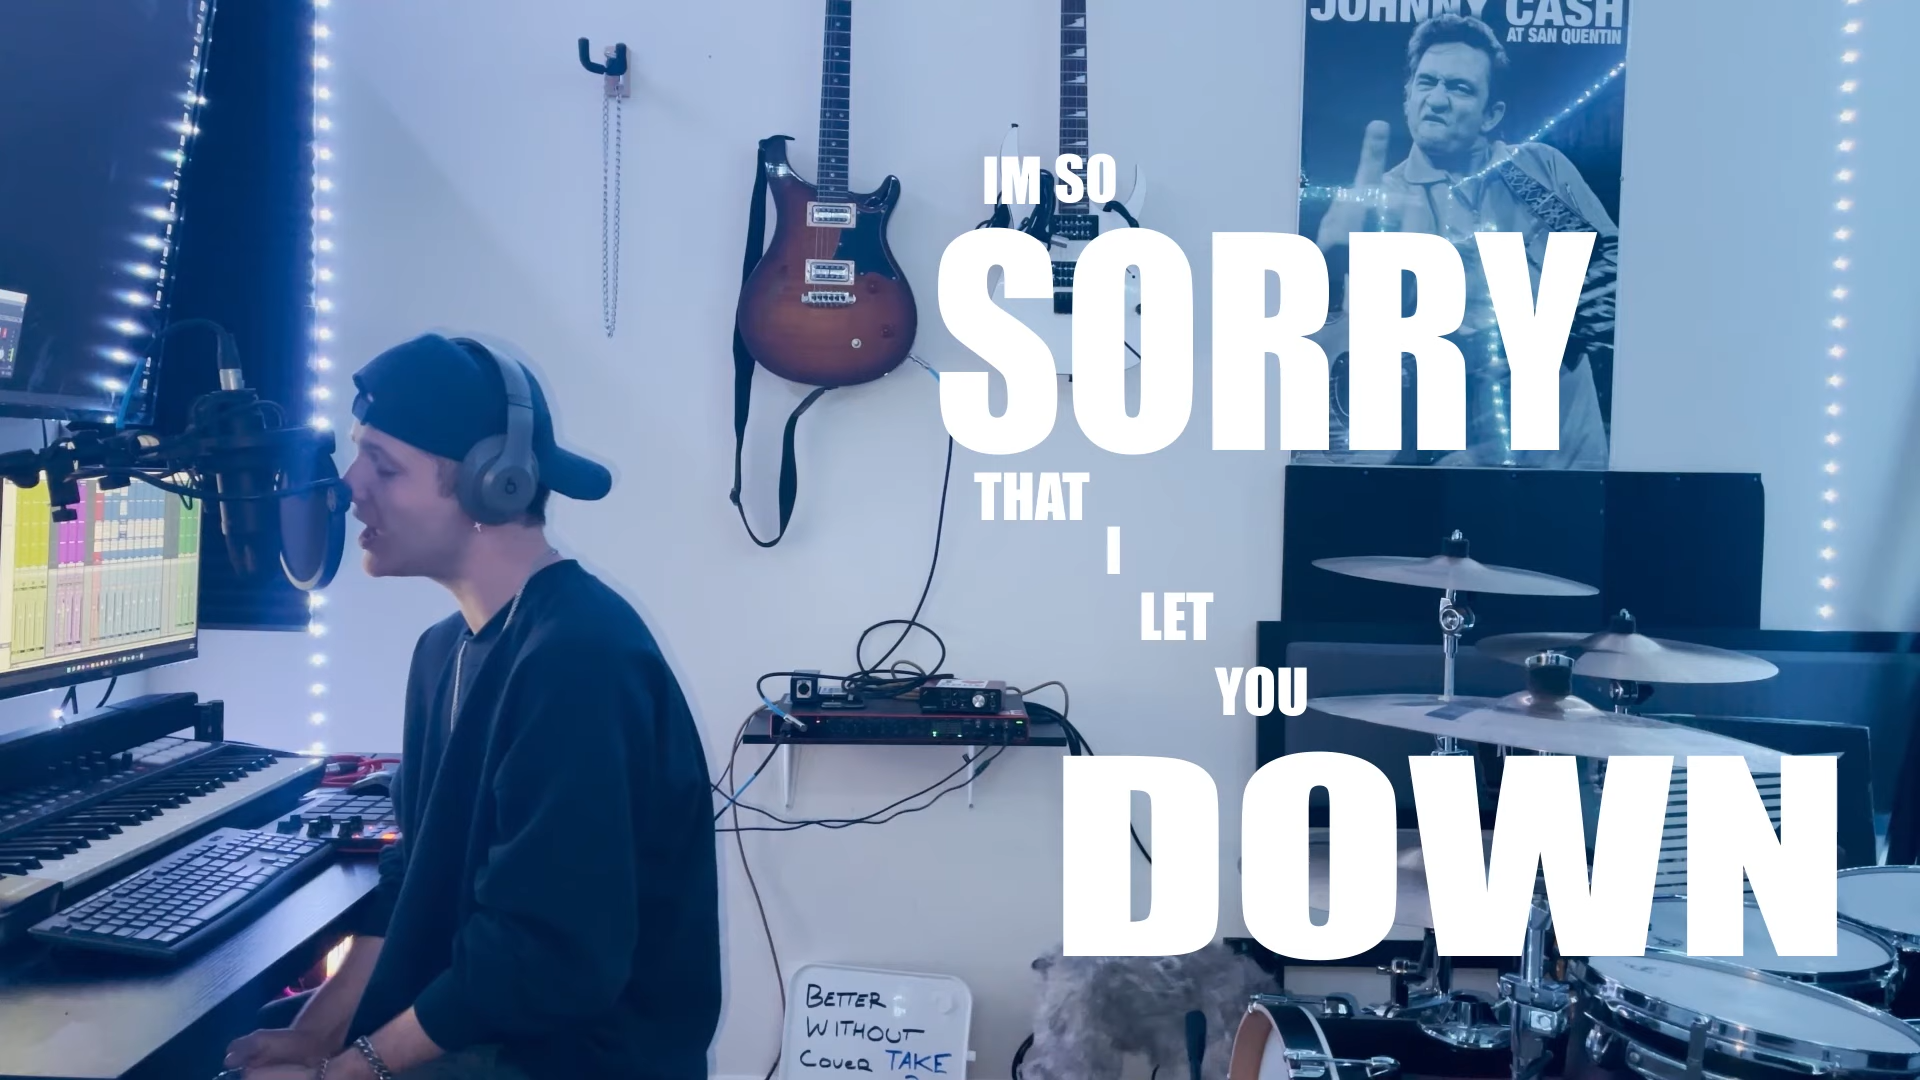 JOHNNY CASH
AT SAN QUENTIN
IM SO
SORRY
THAT
I
LET
YOU
DOWN
BETTER
WITHOUT
COVER TAKE